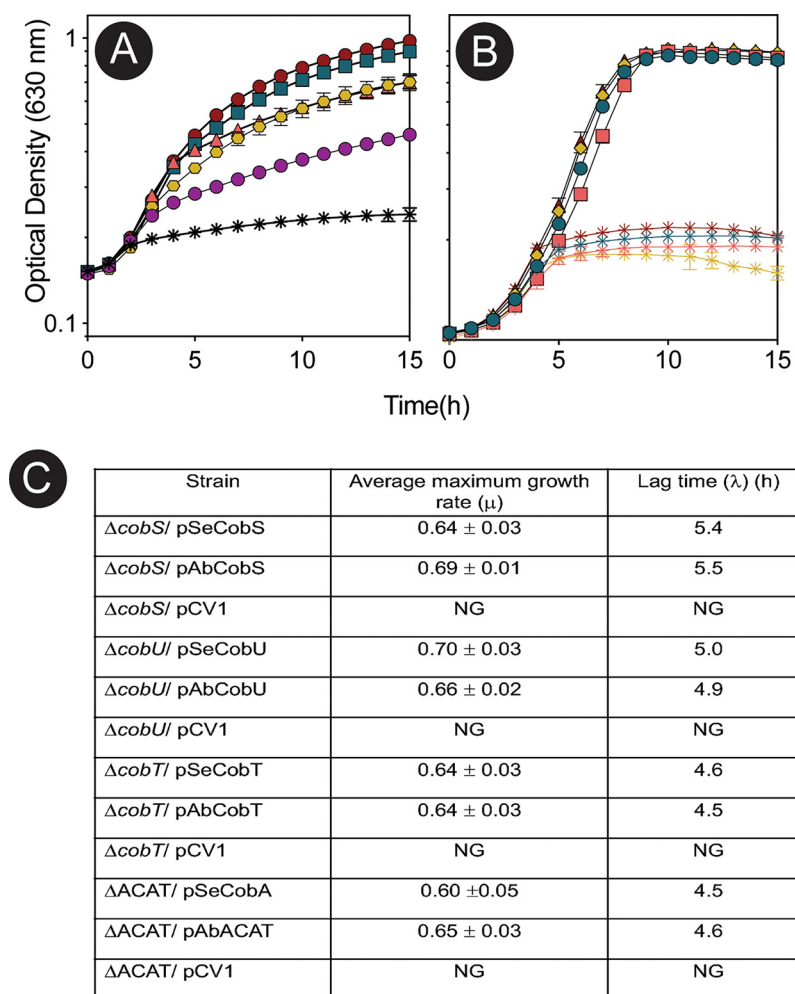 A
B
Optical Density (630 nm)
1
0.1
0 5 10 15
0 5 10 15
Time(h)
C
Strain Average maximum growth rate (μ) Lag time (λ) (h)
ΔcobS/ pSeCobS 0.64 ± 0.03 5.4
ΔcobS/ pAbCobS 0.69 ± 0.01 5.5
ΔcobS/ pCV1 NG NG
ΔcobU/ pSeCobU 0.70 ± 0.03 5.0
ΔcobU/ pAbCobU 0.66 ± 0.02 4.9
ΔcobU/ pCV1 NG NG
ΔcobT/ pSeCobT 0.64 ± 0.03 4.6
ΔcobT/ pAbCobT 0.64 ± 0.03 4.5
ΔcobT/ pCV1 NG NG
ΔACAT/ pSeCobA 0.60 ±0.05 4.5
ΔACAT/ pAbACAT 0.65 ± 0.03 4.6
ΔACAT/ pCV1 NG NG